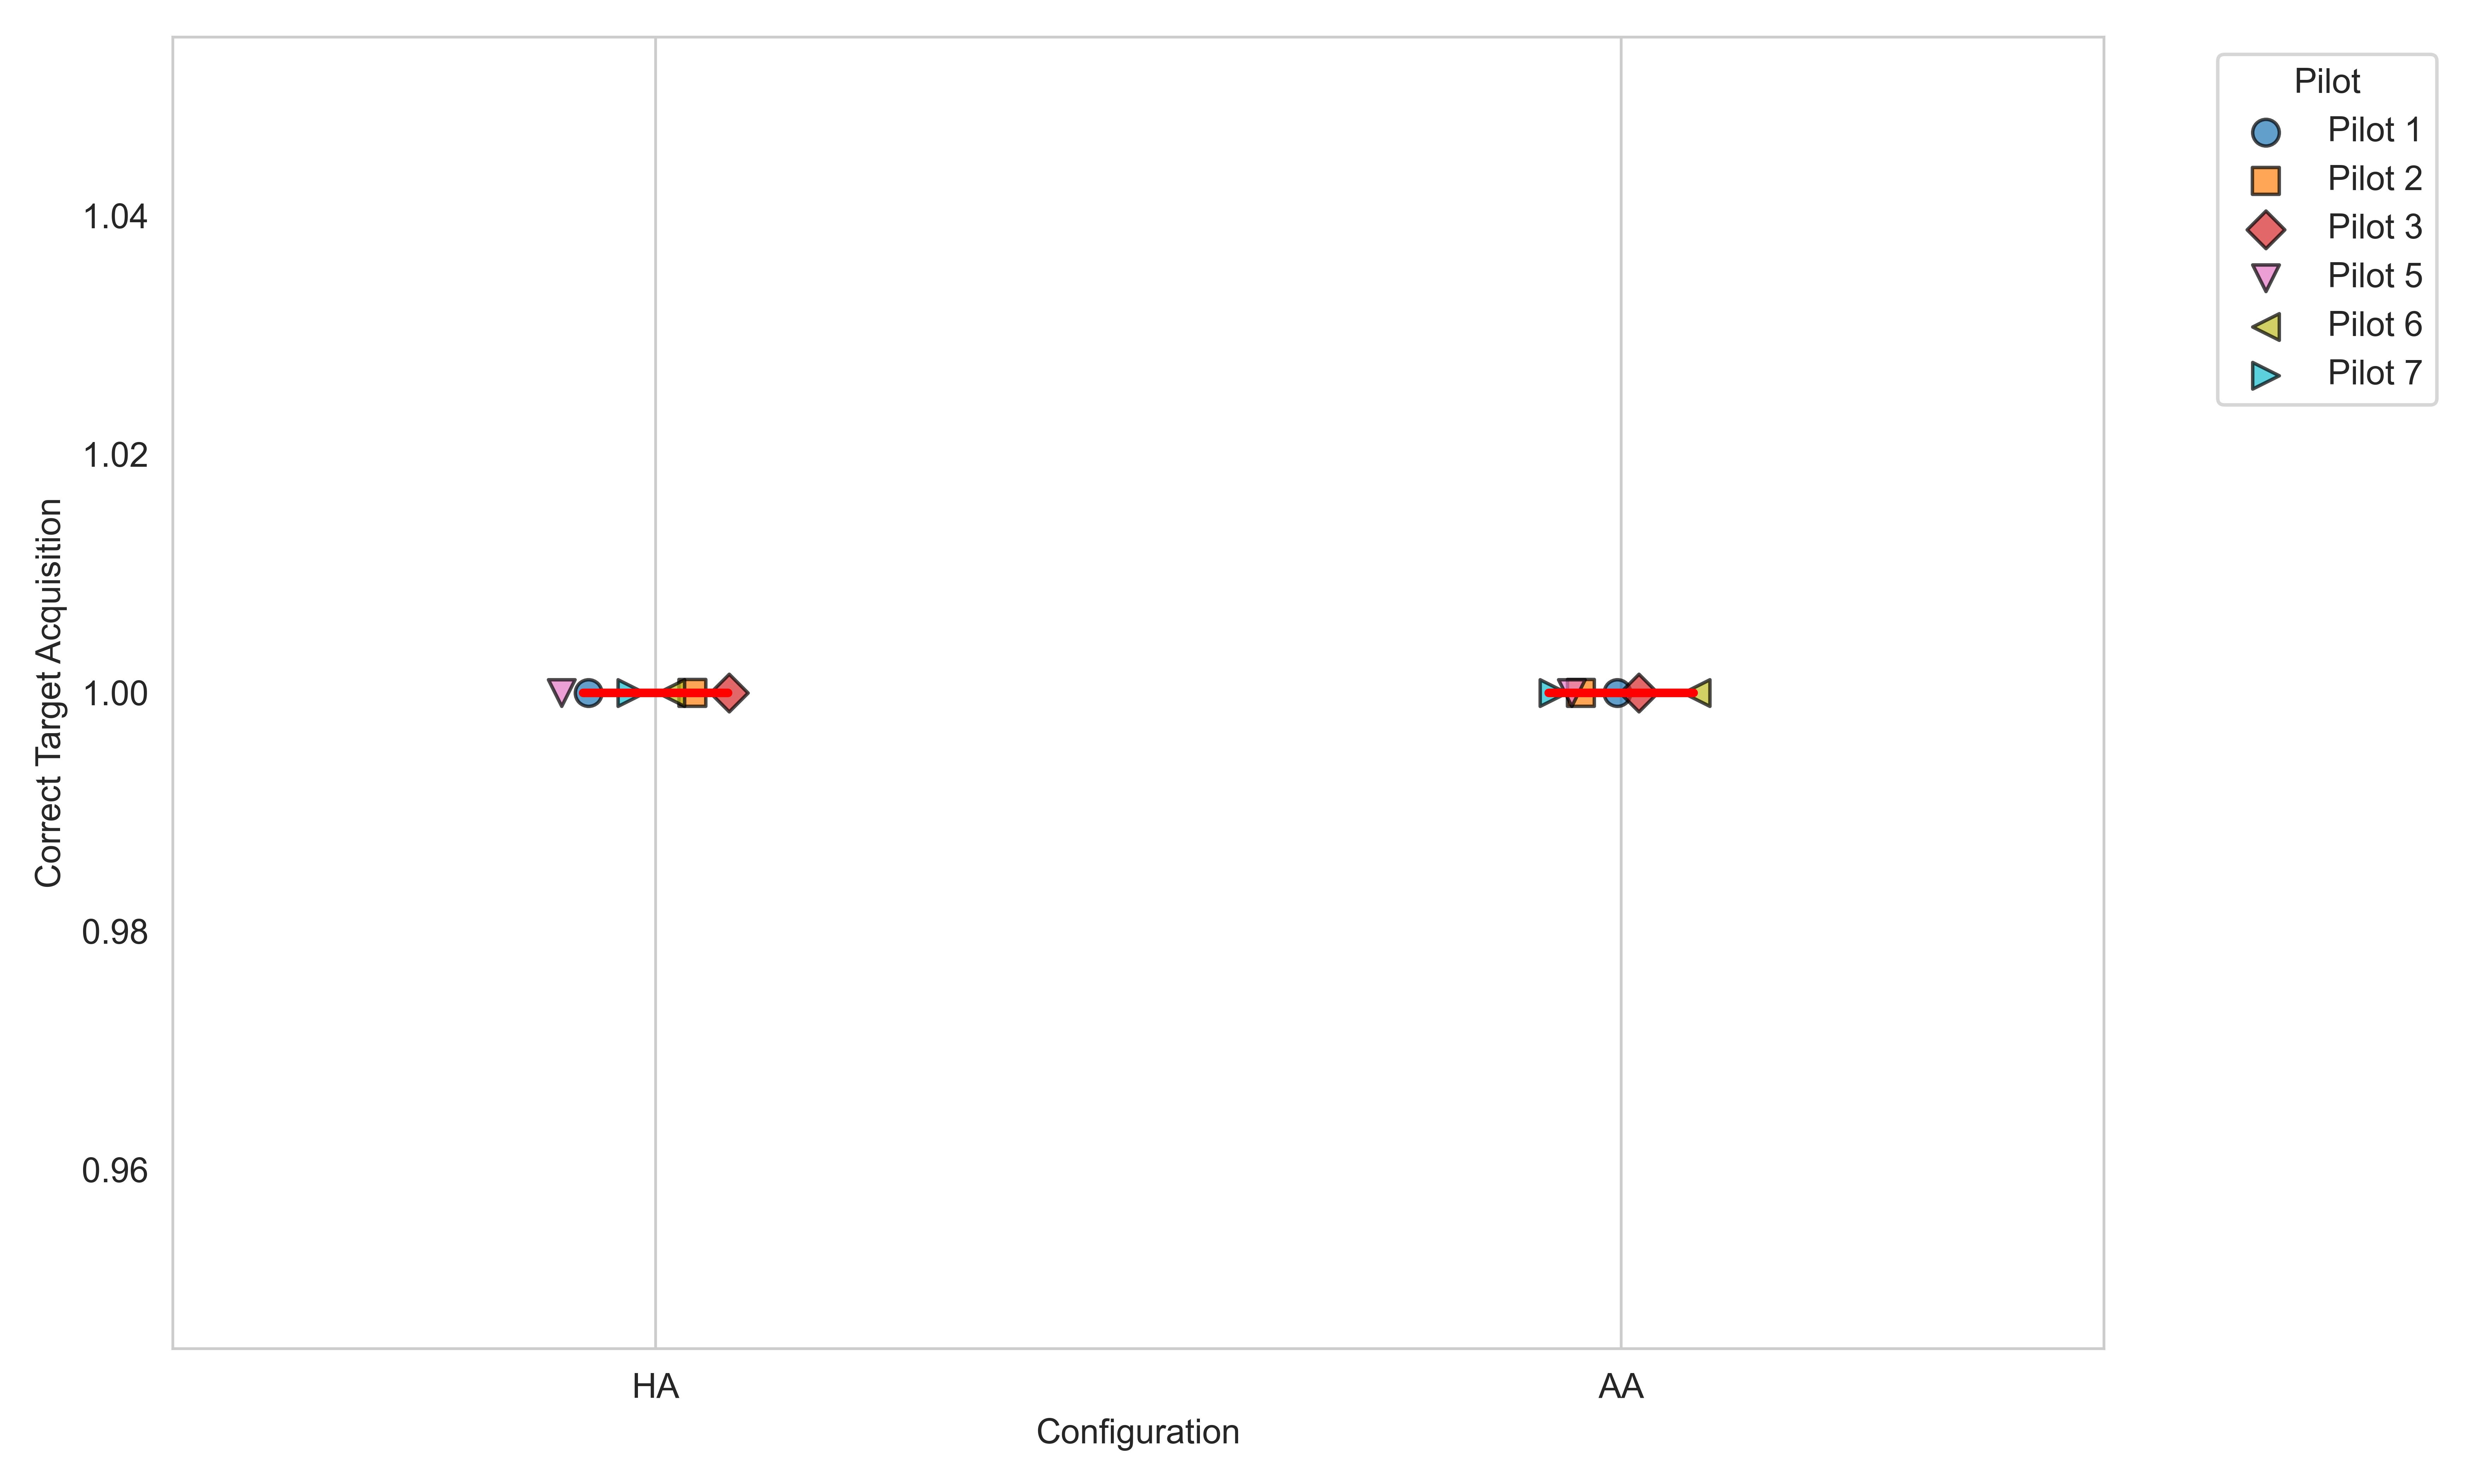 Pilot
Pilot 1
Pilot 2
Pilot 3
Pilot 5
Pilot 6
Pilot 7
1.04
1.02
1.00
0.98
0.96
Correct Target Acquisition
HA
AA
Configuration